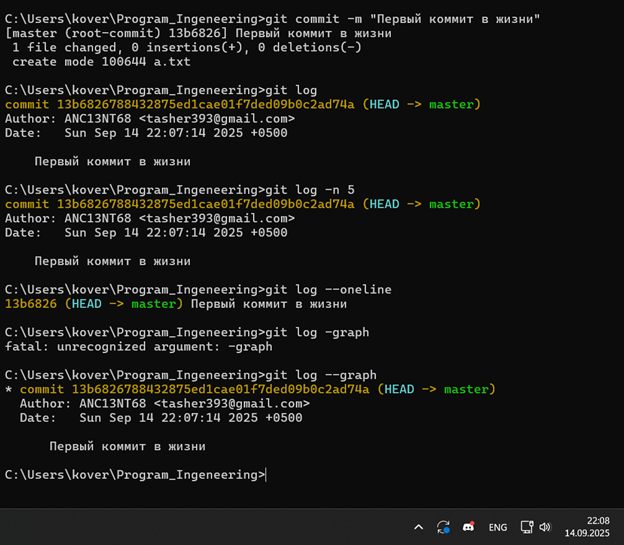 C:\Users\kover\Program_Ingeneering>git commit -m "Первый коммит в жизни"
[master (root-commit) 13b6826] Первый коммит в жизни
 1 file changed, 0 insertions(+), 0 deletions(-)
 create mode 100644 a.txt
C:\Users\kover\Program_Ingeneering>git log
commit 13b6826788432875ed1cae01f7ded09b0c2ad74a (HEAD -> master)
Author: ANC13NT68 <tasher393@gmail.com>
Date:   Sun Sep 14 22:07:14 2025 +0500
    Первый коммит в жизни
C:\Users\kover\Program_Ingeneering>git log -n 5
commit 13b6826788432875ed1cae01f7ded09b0c2ad74a (HEAD -> master)
Author: ANC13NT68 <tasher393@gmail.com>
Date:   Sun Sep 14 22:07:14 2025 +0500
    Первый коммит в жизни
C:\Users\kover\Program_Ingeneering>git log --oneline
13b6826 (HEAD -> master) Первый коммит в жизни
C:\Users\kover\Program_Ingeneering>git log -graph
fatal: unrecognized argument: -graph
C:\Users\kover\Program_Ingeneering>git log --graph
* commit 13b6826788432875ed1cae01f7ded09b0c2ad74a (HEAD -> master)
  Author: ANC13NT68 <tasher393@gmail.com>
  Date:   Sun Sep 14 22:07:14 2025 +0500
      Первый коммит в жизни
C:\Users\kover\Program_Ingeneering>
ENG
22:08
14.09.2025